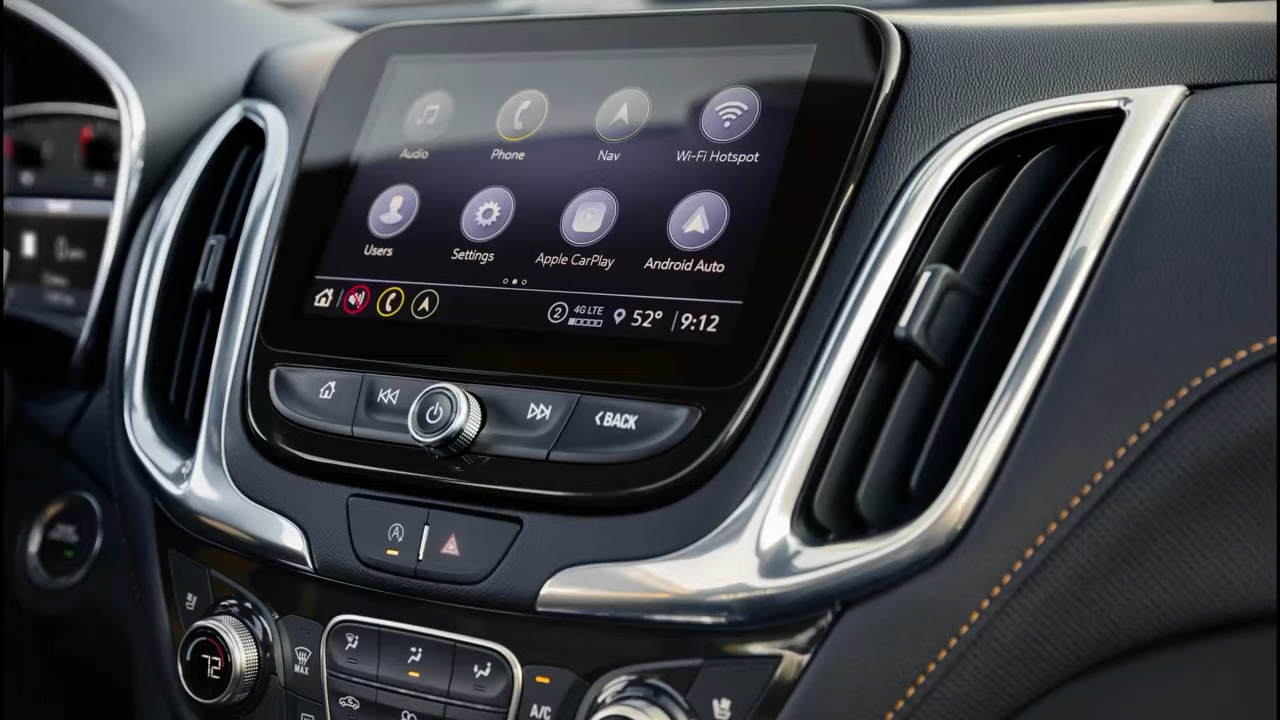 Audio
Phone
Nav
Wi-Fi Hotspot
Users
Settings
Apple CarPlay
Android Auto
2
4G LTE
52°
9:12
BACK
A
72
MAX
A/C